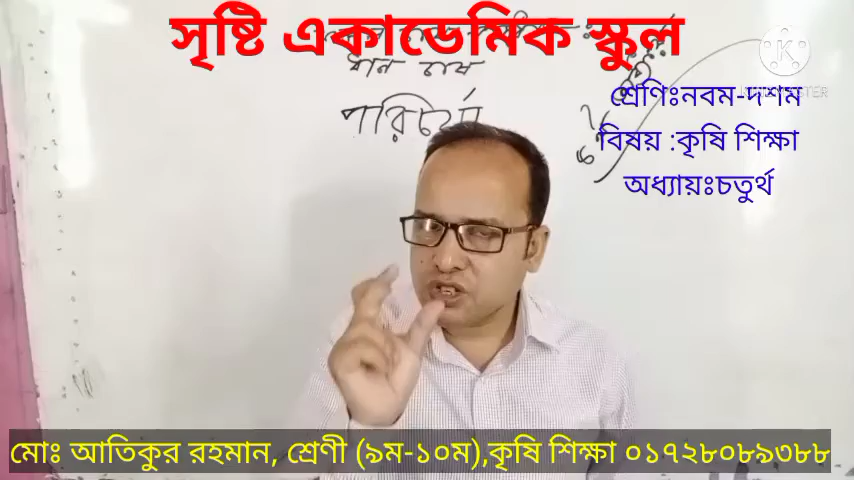 সৃষ্টি একাডেমিক স্কুল
ধান চাষ
পরিচর্যা
শ্রেণিঃনবম-দশম
বিষয় :কৃষি শিক্ষা
অধ্যায়ঃচতুর্থ
মোঃ আতিকুর রহমান, শ্রেণী (৯ম-১০ম),কৃষি শিক্ষা ০১৭২৮০৮৯৩৮৮